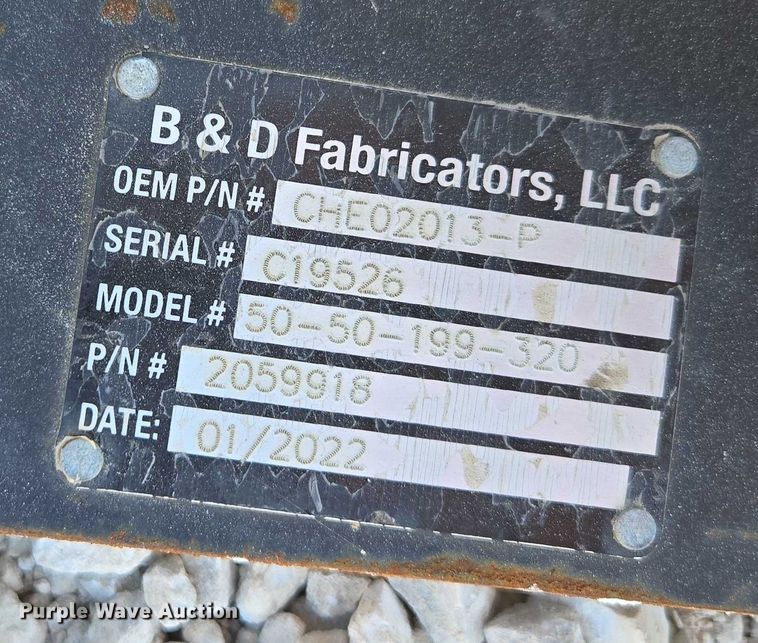 B & D Fabricators, LLC
OEM P/N # CHE02013-P
SERIAL # C19526
MODEL # 50-50-199-320
P/N # 2059918
DATE: 01/2022
Purple Wave Auction